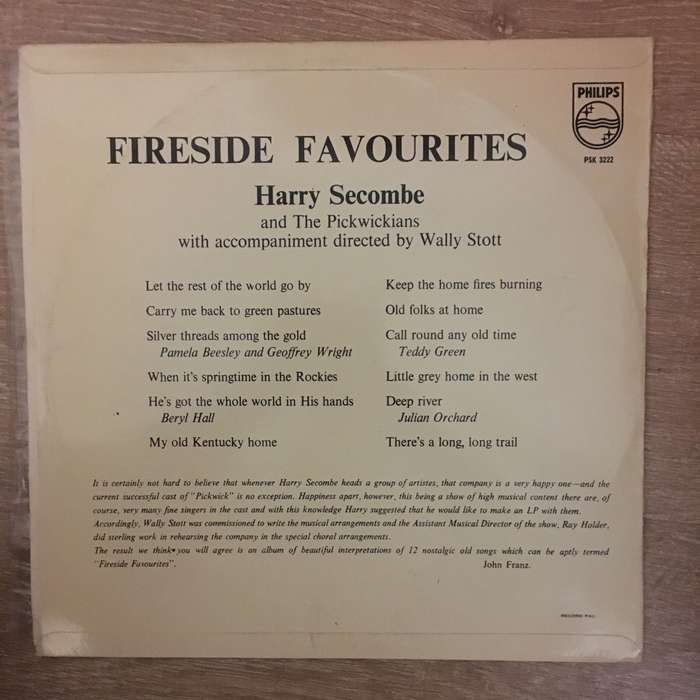 PHILIPS
PSK 3222
FIRESIDE FAVOURITES
Harry Secombe
and The Pickwickians
with accompaniment directed by Wally Stott
Let the rest of the world go by
Carry me back to green pastures
Silver threads among the gold
Pamela Beesley and Geoffrey Wright
When it's springtime in the Rockies
He's got the whole world in His hands
Beryl Hall
My old Kentucky home
Keep the home fires burning
Old folks at home
Call round any old time
Teddy Green
Little grey home in the west
Deep river
Julian Orchard
There's a long, long trail
It is certainly not hard to believe that whenever Harry Secombe heads a group of artistes, that company is a very happy one—and the
current successful cast of "Pickwick" is no exception. Happiness apart, however, this being a show of high musical content there are, of
course, very many fine singers in the cast and with this knowledge Harry suggested that he would like to make an LP with them.
Accordingly, Wally Stott was commissioned to write the musical arrangements and the Assistant Musical Director of the show, Ray Holder,
did sterling work in rehearsing the company in the special choral arrangements.
The result we think you will agree is an album of beautiful interpretations of 12 nostalgic old songs which can be aptly termed
"Fireside Favourites".
John Franz.